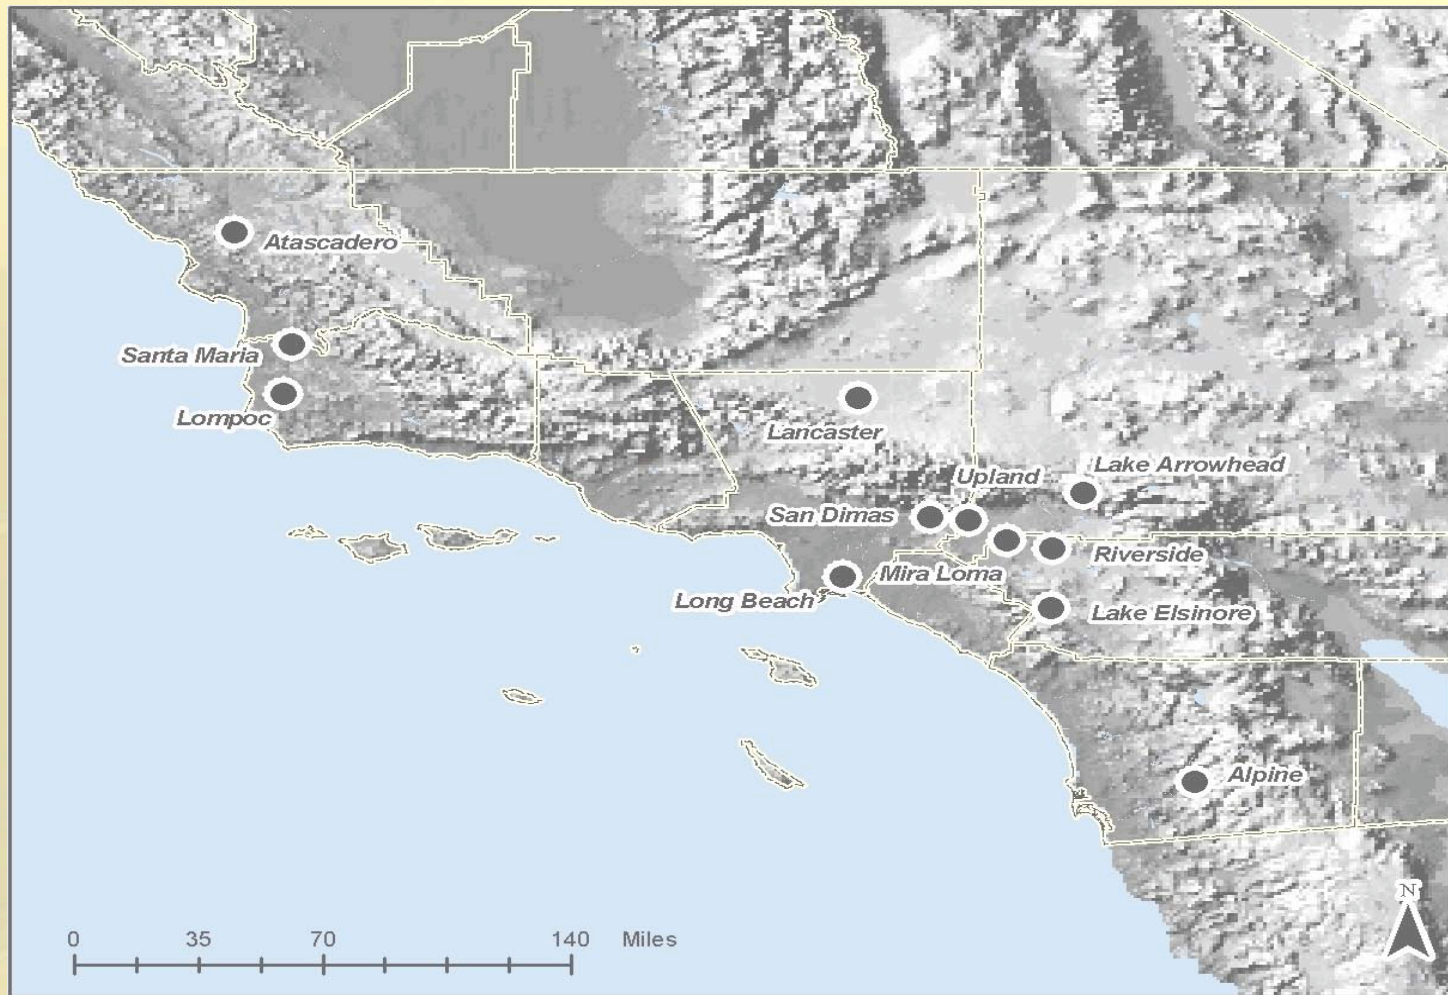 Atascadero
Santa Maria
Lompoc
Lancaster
Lake Arrowhead
Upland
San Dimas
Riverside
Mira Loma
Long Beach
Lake Elsinore
Alpine
N
0 35 70 140 Miles